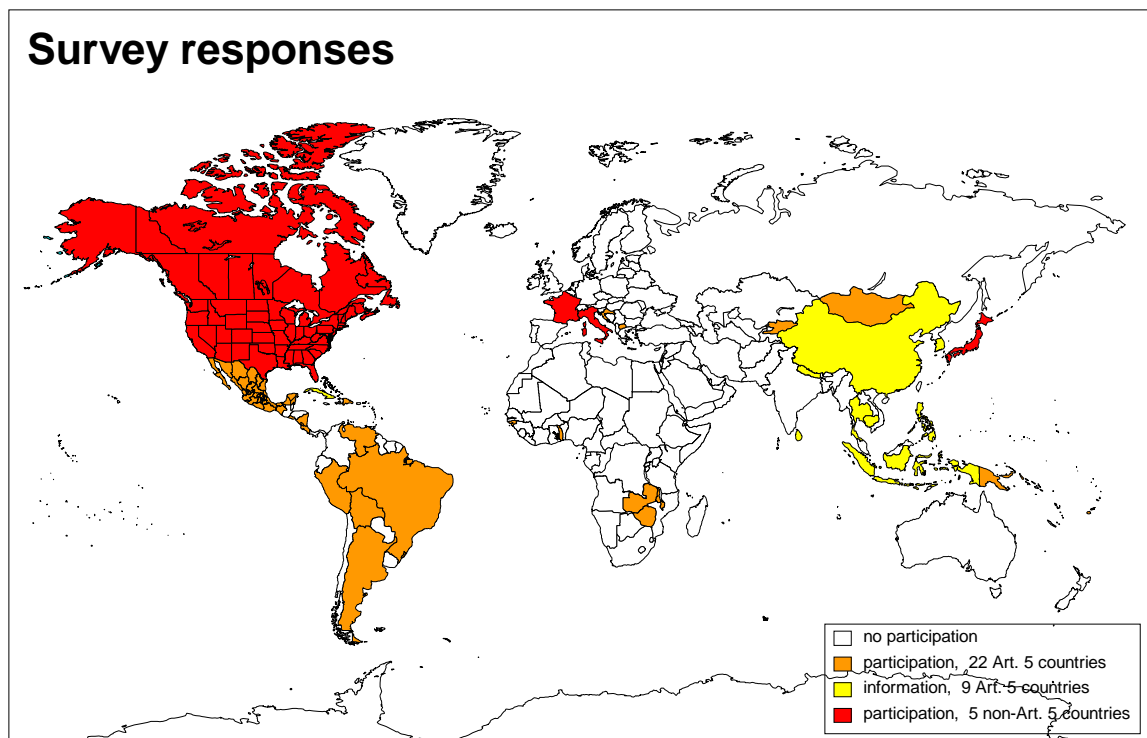 Survey responses
no participation
participation, 22 Art. 5 countries
information, 9 Art. 5 countries
participation, 5 non-Art. 5 countries